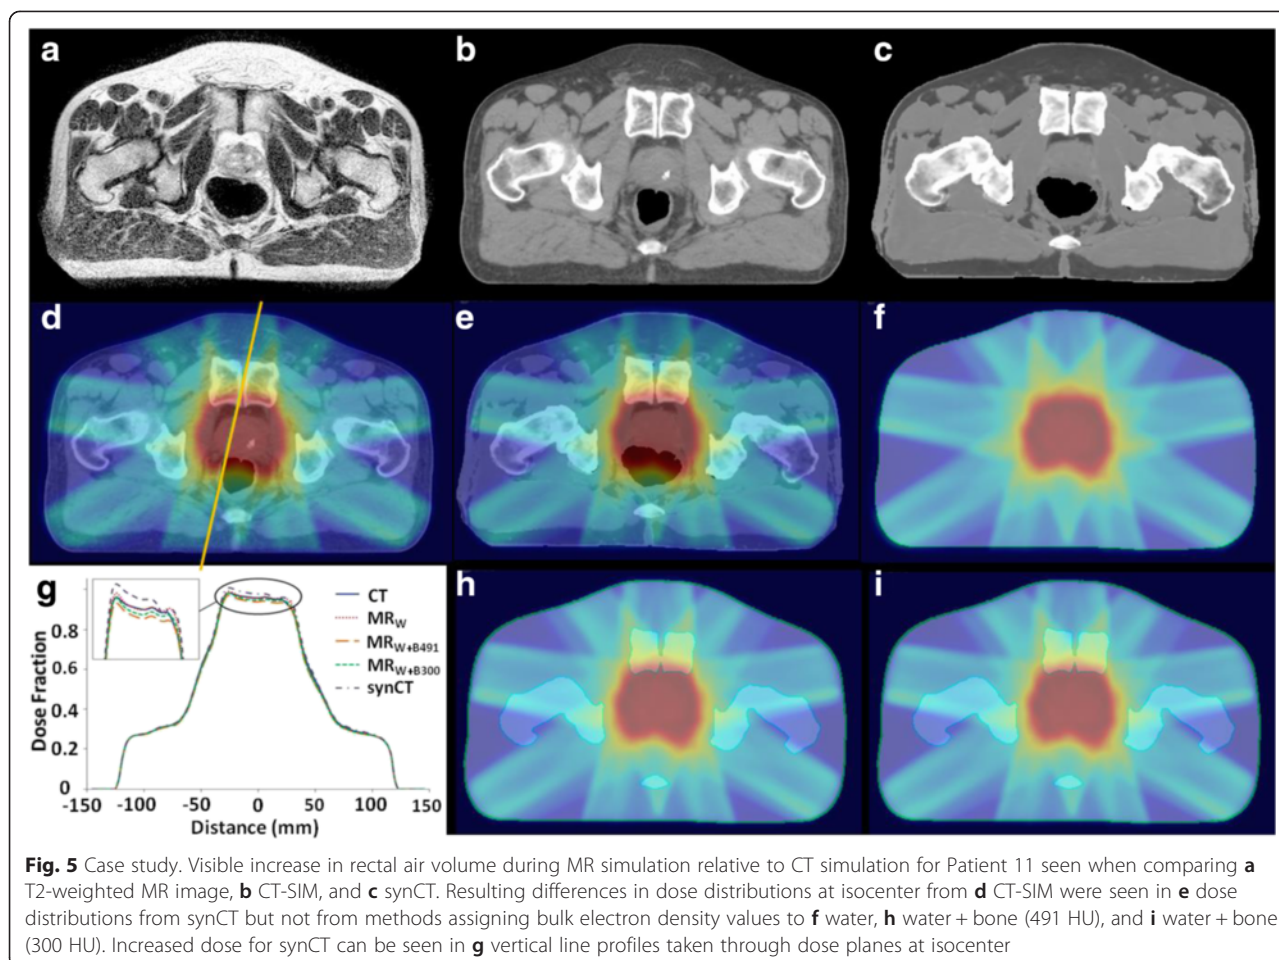 a
b
c
d
e
f
g
CT
MRW
MRW+B491
MRW+B300
synCT
0.8
0.6
0.4
0.2
0
-150 -100 -50 0 50 100 150
Dose Fraction
Distance (mm)
h
i
Fig. 5 Case study. Visible increase in rectal air volume during MR simulation relative to CT simulation for Patient 11 seen when comparing a
T2-weighted MR image, b CT-SIM, and c synCT. Resulting differences in dose distributions at isocenter from d CT-SIM were seen in e dose
distributions from synCT but not from methods assigning bulk electron density values to f water, h water + bone (491 HU), and i water + bone
(300 HU). Increased dose for synCT can be seen in g vertical line profiles taken through dose planes at isocenter